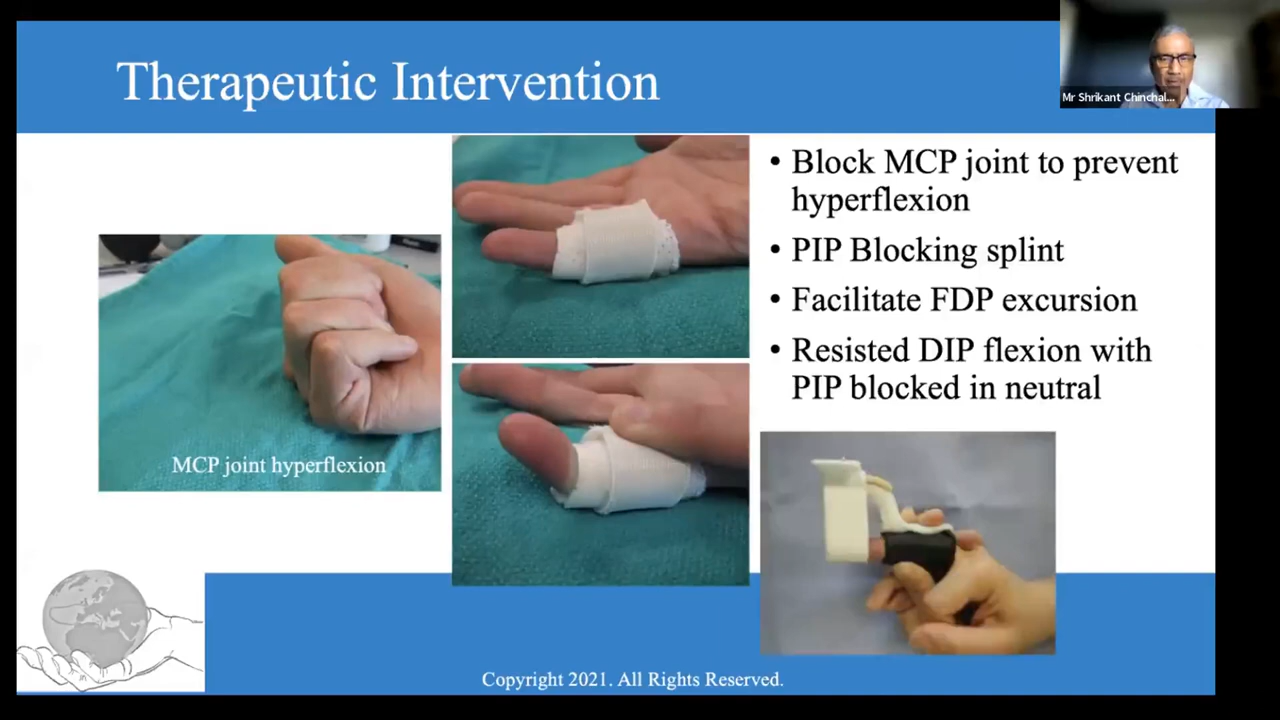 Therapeutic Intervention
Mr Shrikant Chinchal...
• Block MCP joint to prevent
hyperflexion
• PIP Blocking splint
• Facilitate FDP excursion
• Resisted DIP flexion with
PIP blocked in neutral
MCP joint hyperflexion
Copyright 2021. All Rights Reserved.